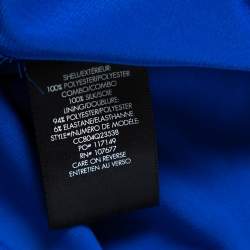 SHELL/EXTÉRIEUR:
100% POLYESTER/POLYESTER
COMBO/COMBO
100% SILK/SOIE
LINING/DOUBLURE:
94% POLYESTER/POLYESTER
6% ELASTANE/ELASTHANNE
STYLE#/NUMÉRO DE MODÈLE:
CC804Q23538
PO# 117149
RN# 107677
CARE ON REVERSE
ENTRETIEN AU VERSO